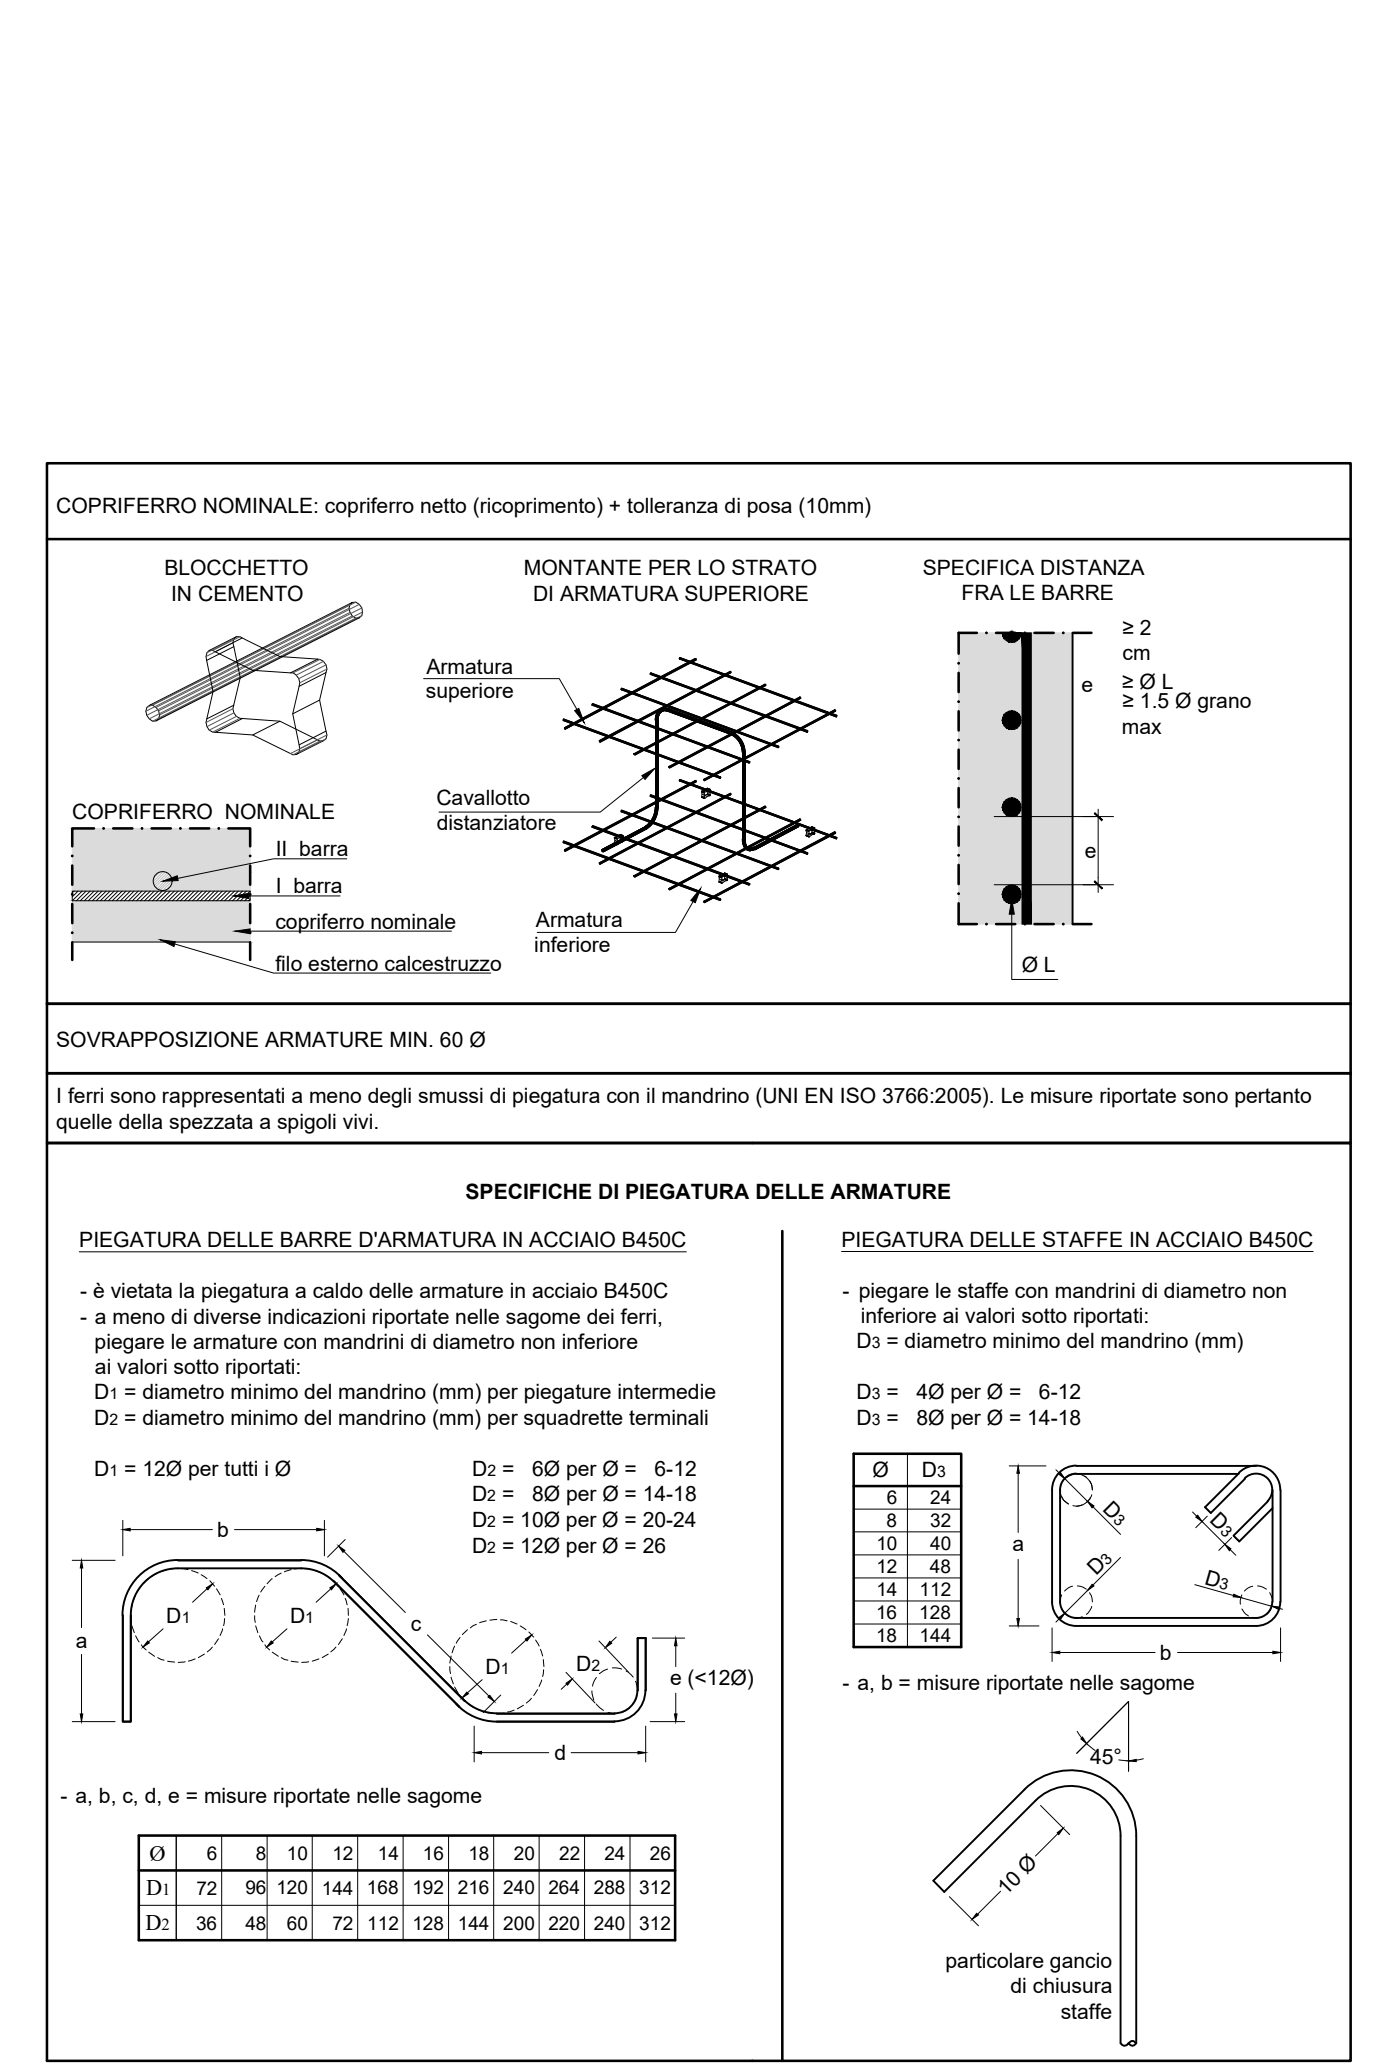 COPRIFERRO NOMINALE: copriferro netto (ricoprimento) + tolleranza di posa (10mm)
BLOCCHETTO
IN CEMENTO
MONTANTE PER LO STRATO
DI ARMATURA SUPERIORE
SPECIFICA DISTANZA
FRA LE BARRE
Armatura
superiore
Cavallotto
distanziatore
Armatura
inferiore
e
≥ 2
cm
≥ Ø L
≥ 1.5 Ø grano
max
e
Ø L
COPRIFERRO NOMINALE
II barra
I barra
copriferro nominale
filo esterno calcestruzzo
SOVRAPPOSIZIONE ARMATURE MIN. 60 Ø
I ferri sono rappresentati a meno degli smussi di piegatura con il mandrino (UNI EN ISO 3766:2005). Le misure riportate sono pertanto
quelle della spezzata a spigoli vivi.
SPECIFICHE DI PIEGATURA DELLE ARMATURE
PIEGATURA DELLE BARRE D'ARMATURA IN ACCIAIO B450C
- è vietata la piegatura a caldo delle armature in acciaio B450C
- a meno di diverse indicazioni riportate nelle sagome dei ferri,
piegare le armature con mandrini di diametro non inferiore
ai valori sotto riportati:
D1 = diametro minimo del mandrino (mm) per piegature intermedie
D2 = diametro minimo del mandrino (mm) per squadrette terminali
D1 = 12Ø per tutti i Ø
D2 = 6Ø per Ø = 6-12
D2 = 8Ø per Ø = 14-18
D2 = 10Ø per Ø = 20-24
D2 = 12Ø per Ø = 26
b
a
D1
D1
c
D1
D2
e (<12Ø)
d
- a, b, c, d, e = misure riportate nelle sagome
Ø 6 8 10 12 14 16 18 20 22 24 26
D1 72 96 120 144 168 192 216 240 264 288 312
D2 36 48 60 72 112 128 144 200 220 240 312
PIEGATURA DELLE STAFFE IN ACCIAIO B450C
- piegare le staffe con mandrini di diametro non
inferiore ai valori sotto riportati:
D3 = diametro minimo del mandrino (mm)
D3 = 4Ø per Ø = 6-12
D3 = 8Ø per Ø = 14-18
Ø D3
6 24
8 32
10 40
12 48
14 112
16 128
18 144
a
D3
D3
D3
D3
b
- a, b = misure riportate nelle sagome
45°
10 Ø
particolare gancio
di chiusura
staffe